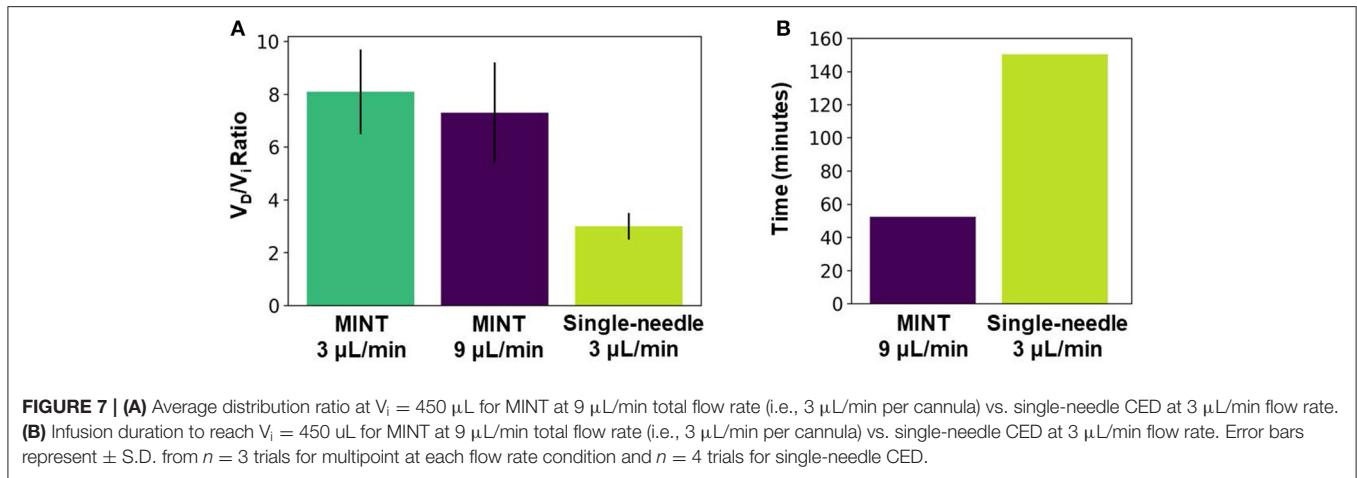 A
10
8
6
4
2
0
V_D/V_i Ratio
MINT
3 µL/min
MINT
9 µL/min
Single-needle
3 µL/min
B
160
140
120
100
80
60
40
20
0
Time (minutes)
MINT
9 µL/min
Single-needle
3 µL/min
FIGURE 7 | (A) Average distribution ratio at Vi = 450 µL for MINT at 9 µL/min total flow rate (i.e., 3 µL/min per cannula) vs. single-needle CED at 3 µL/min flow rate.
(B) Infusion duration to reach Vi = 450 uL for MINT at 9 µL/min total flow rate (i.e., 3 µL/min per cannula) vs. single-needle CED at 3 µL/min flow rate. Error bars
represent ± S.D. from n = 3 trials for multipoint at each flow rate condition and n = 4 trials for single-needle CED.